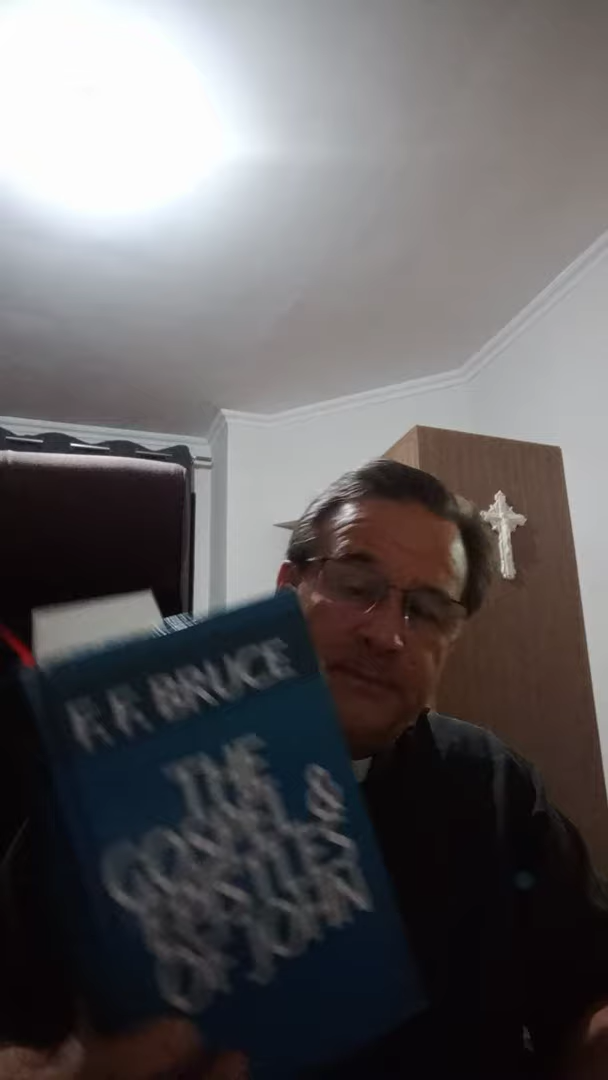 F. F. BRUCE
THE
GOSPEL &
EPISTLES
OF JOHN